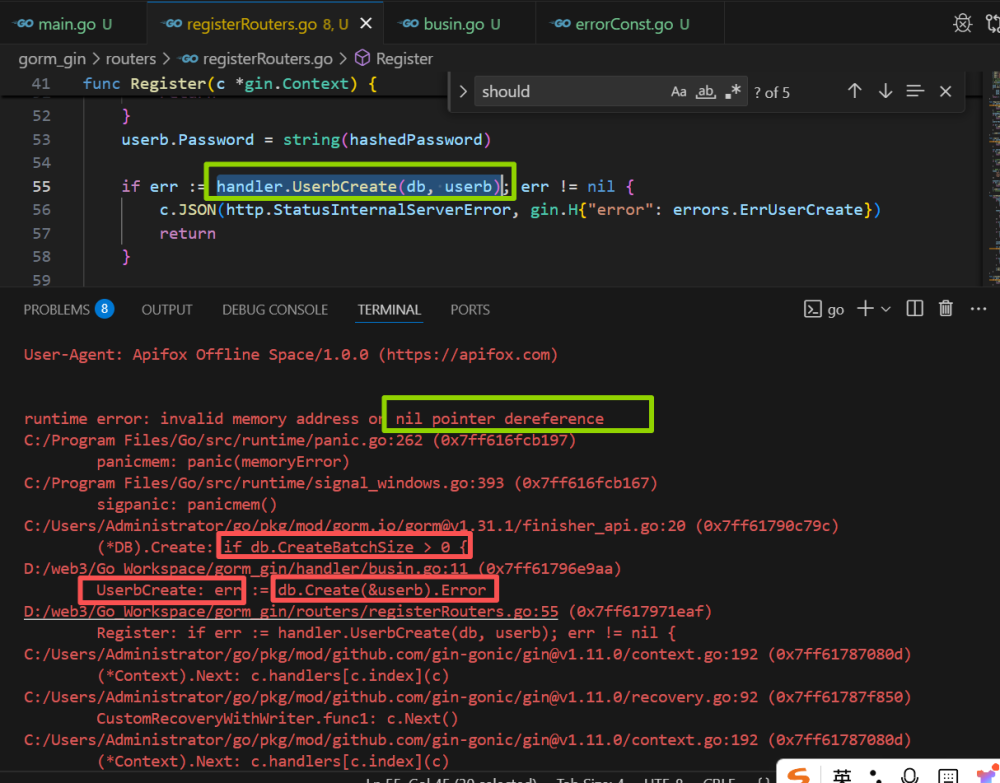 main.go U
registerRouters.go 8, U
busin.go U
errorConst.go U
gorm_gin > routers > registerRouters.go > Register
41 func Register(c *gin.Context) {
should Aa ab .* ? of 5
52 }
53 userb.Password = string(hashedPassword)
54
55 if err := handler.UserbCreate(db, userb); err != nil {
56 c.JSON(http.StatusInternalServerError, gin.H{"error": errors.ErrUserCreate})
57 return
58 }
59
PROBLEMS 8 OUTPUT DEBUG CONSOLE TERMINAL PORTS go
User-Agent: Apifox Offline Space/1.0.0 (https://apifox.com)
runtime error: invalid memory address or nil pointer dereference
C:/Program Files/Go/src/runtime/panic.go:262 (0x7ff616fcb197)
panicmem: panic(memoryError)
C:/Program Files/Go/src/runtime/signal_windows.go:393 (0x7ff616fcb167)
sigpanic: panicmem()
C:/Users/Administrator/go/pkg/mod/gorm.io/gorm@v1.31.1/finisher_api.go:20 (0x7ff61790c79c)
(*DB).Create: if db.CreateBatchSize > 0 {
D:/web3/Go Workspace/gorm_gin/handler/busin.go:11 (0x7ff61796e9aa)
UserbCreate: err := db.Create(&userb).Error
D:/web3/Go Workspace/gorm_gin/routers/registerRouters.go:55 (0x7ff617971eaf)
Register: if err := handler.UserbCreate(db, userb); err != nil {
C:/Users/Administrator/go/pkg/mod/github.com/gin-gonic/gin@v1.11.0/context.go:192 (0x7ff61787080d)
(*Context).Next: c.handlers[c.index](c)
C:/Users/Administrator/go/pkg/mod/github.com/gin-gonic/gin@v1.11.0/recovery.go:92 (0x7ff61787f850)
CustomRecoveryWithWriter.func1: c.Next()
C:/Users/Administrator/go/pkg/mod/github.com/gin-gonic/gin@v1.11.0/context.go:192 (0x7ff61787080d)
(*Context).Next: c.handlers[c.index](c)
英